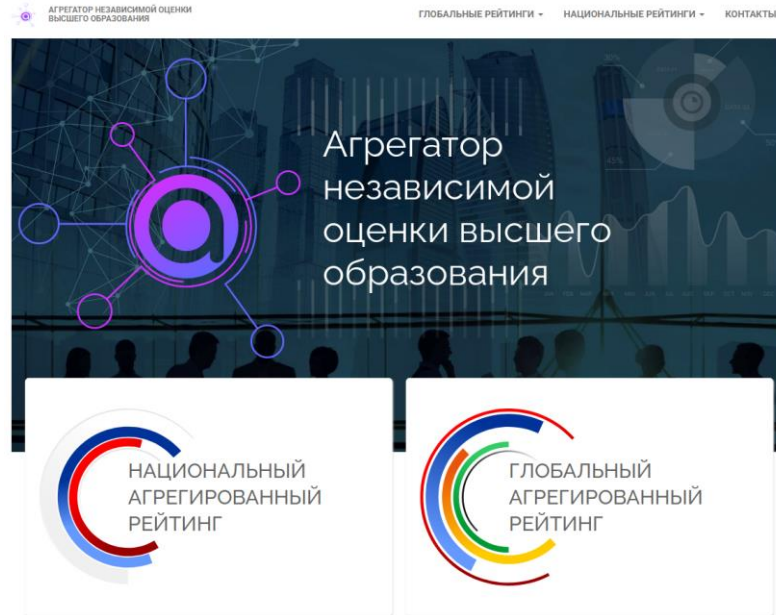 АГРЕГАТОР НЕЗАВИСИМОЙ ОЦЕНКИ
ВЫСШЕГО ОБРАЗОВАНИЯ
ГЛОБАЛЬНЫЕ РЕЙТИНГИ
НАЦИОНАЛЬНЫЕ РЕЙТИНГИ
КОНТАКТЫ
Агрегатор
независимой
оценки высшего
образования
НАЦИОНАЛЬНЫЙ
АГРЕГИРОВАННЫЙ
РЕЙТИНГ
ГЛОБАЛЬНЫЙ
АГРЕГИРОВАННЫЙ
РЕЙТИНГ